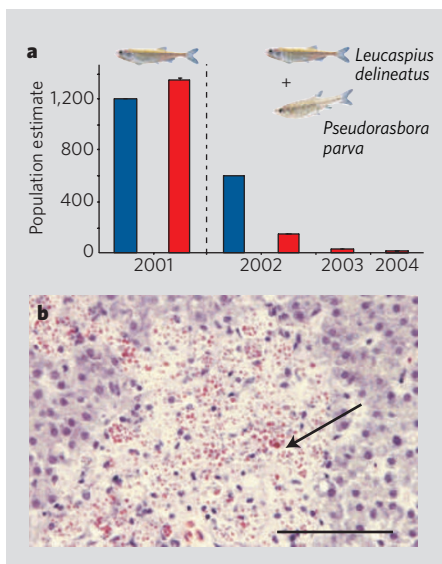 a
Leucaspius
delineatus
+
Pseudorasbora
parva
Population estimate
1,200
800
400
0
2001
2002
2003
2004
b